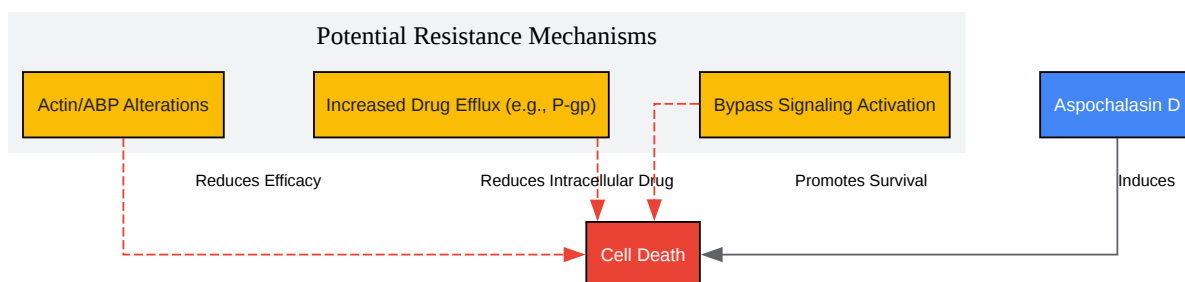 Potential Resistance Mechanisms
Actin/ABP Alterations
Increased Drug Efflux (e.g., P-gp)
Bypass Signaling Activation
Aspochalasin D
Reduces Efficacy
Reduces Intracellular Drug
Promotes Survival
Induces
Cell Death